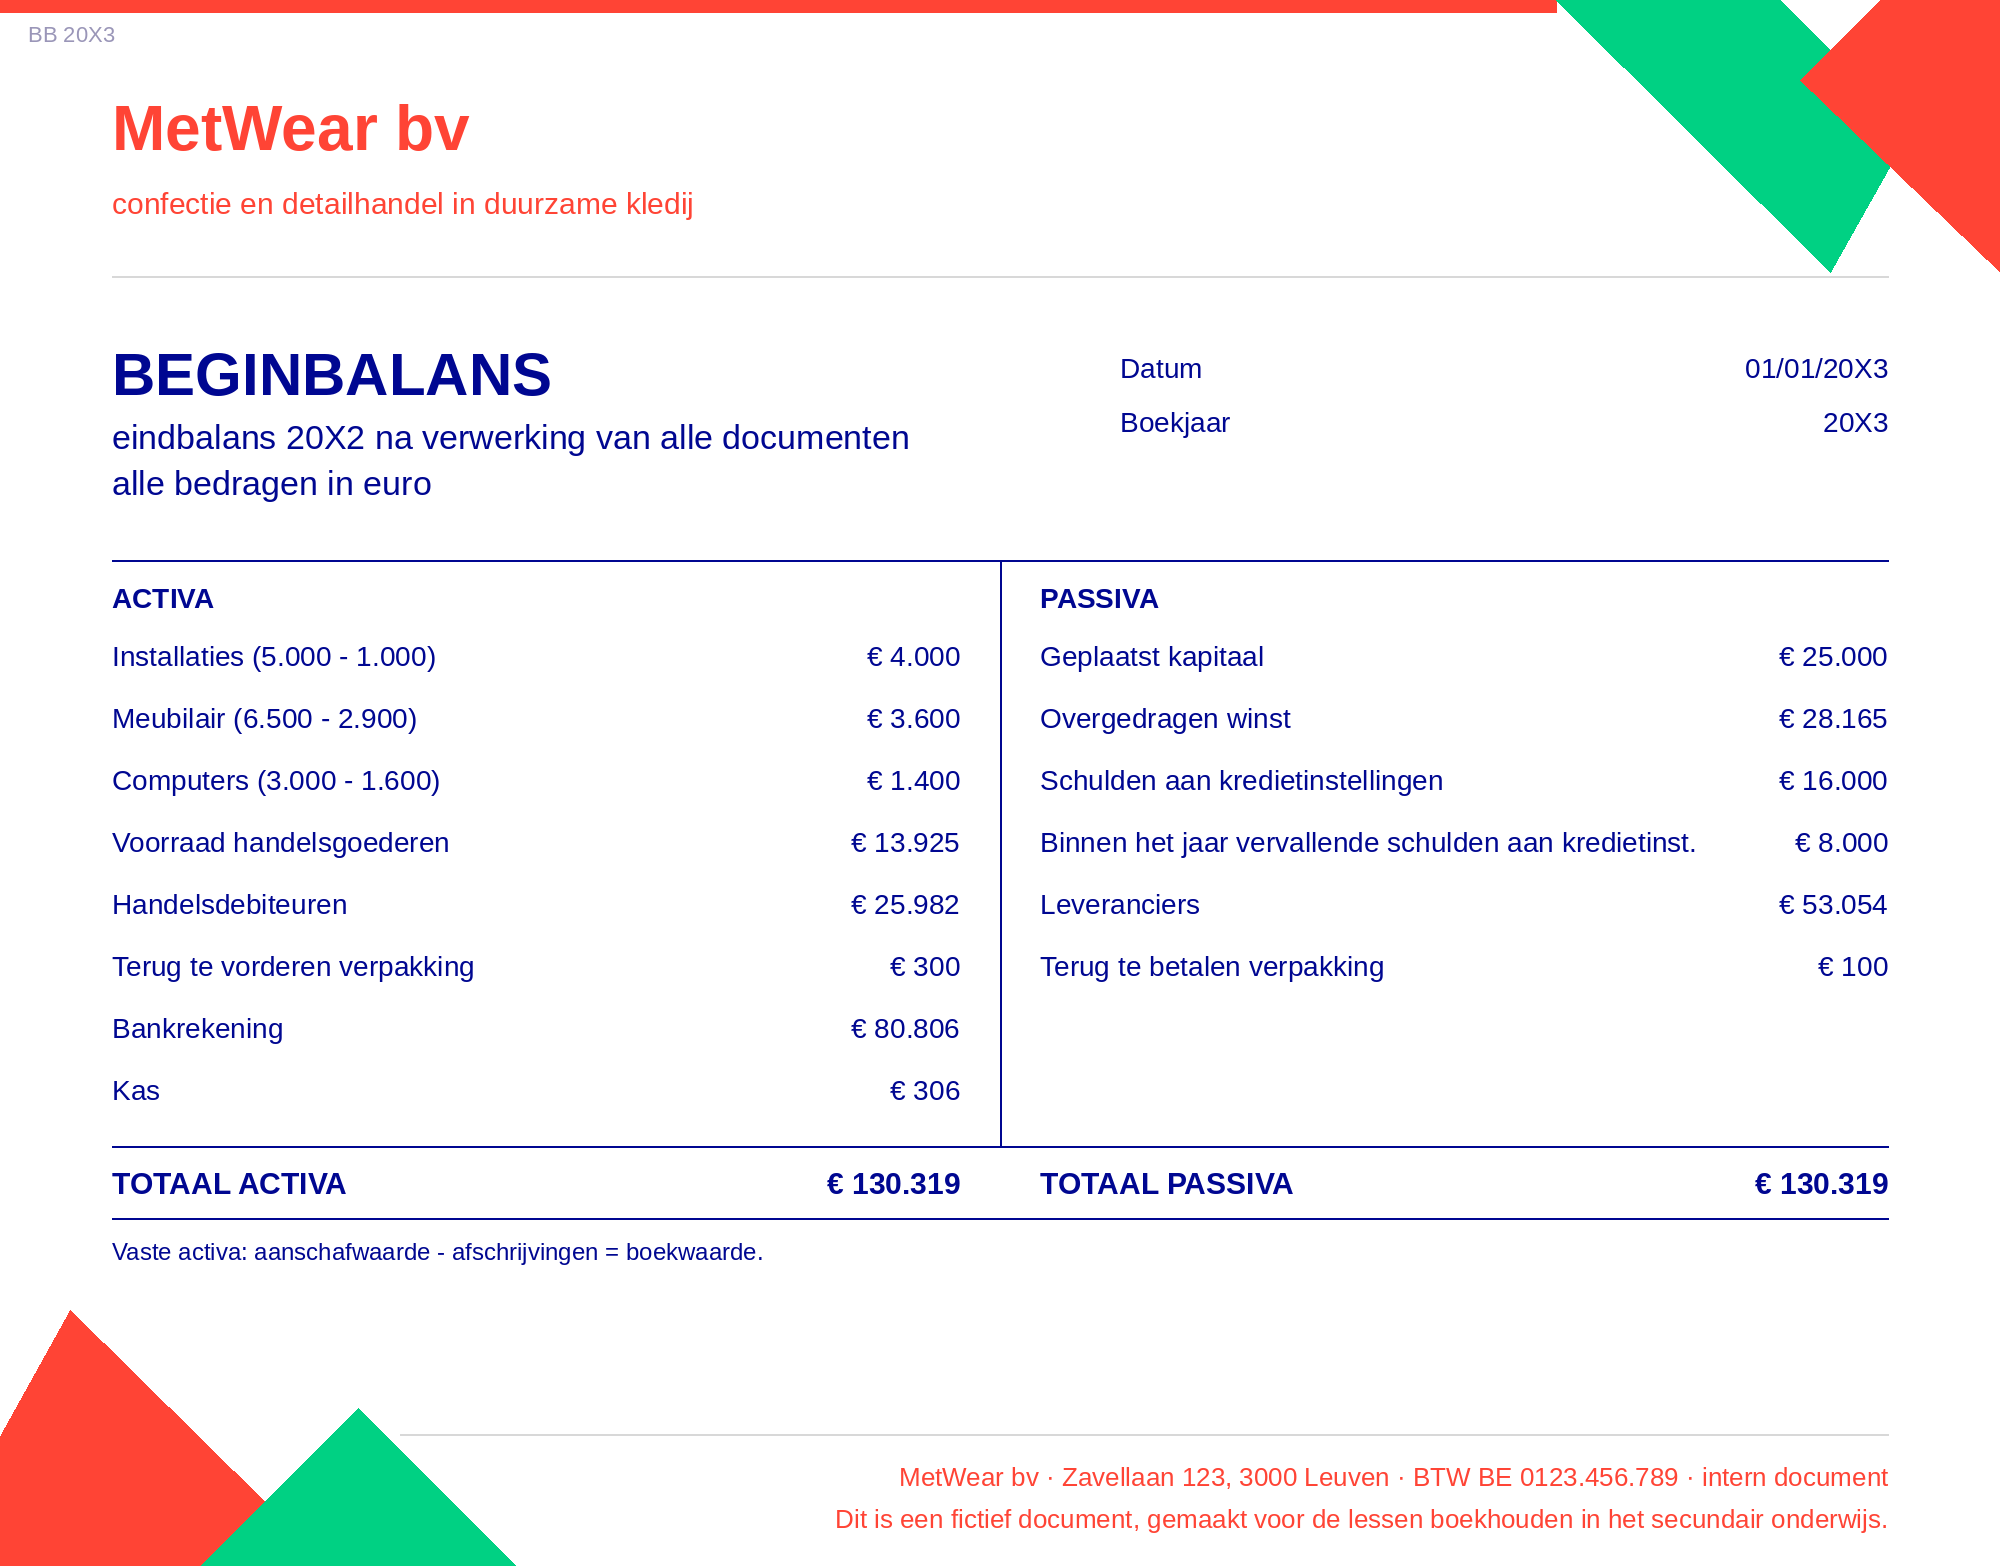 BB 20X3
MetWear bv
confectie en detailhandel in duurzame kledij
BEGINBALANS
eindbalans 20X2 na verwerking van alle documenten
alle bedragen in euro
Datum 01/01/20X3
Boekjaar 20X3
ACTIVA
Installaties (5.000 - 1.000) € 4.000
Meubilair (6.500 - 2.900) € 3.600
Computers (3.000 - 1.600) € 1.400
Voorraad handelsgoederen € 13.925
Handelsdebiteuren € 25.982
Terug te vorderen verpakking € 300
Bankrekening € 80.806
Kas € 306
TOTAAL ACTIVA € 130.319
PASSIVA
Geplaatst kapitaal € 25.000
Overgedragen winst € 28.165
Schulden aan kredietinstellingen € 16.000
Binnen het jaar vervallende schulden aan kredietinst. € 8.000
Leveranciers € 53.054
Terug te betalen verpakking € 100
TOTAAL PASSIVA € 130.319
Vaste activa: aanschafwaarde - afschrijvingen = boekwaarde.
MetWear bv · Zavellaan 123, 3000 Leuven · BTW BE 0123.456.789 · intern document
Dit is een fictief document, gemaakt voor de lessen boekhouden in het secundair onderwijs.